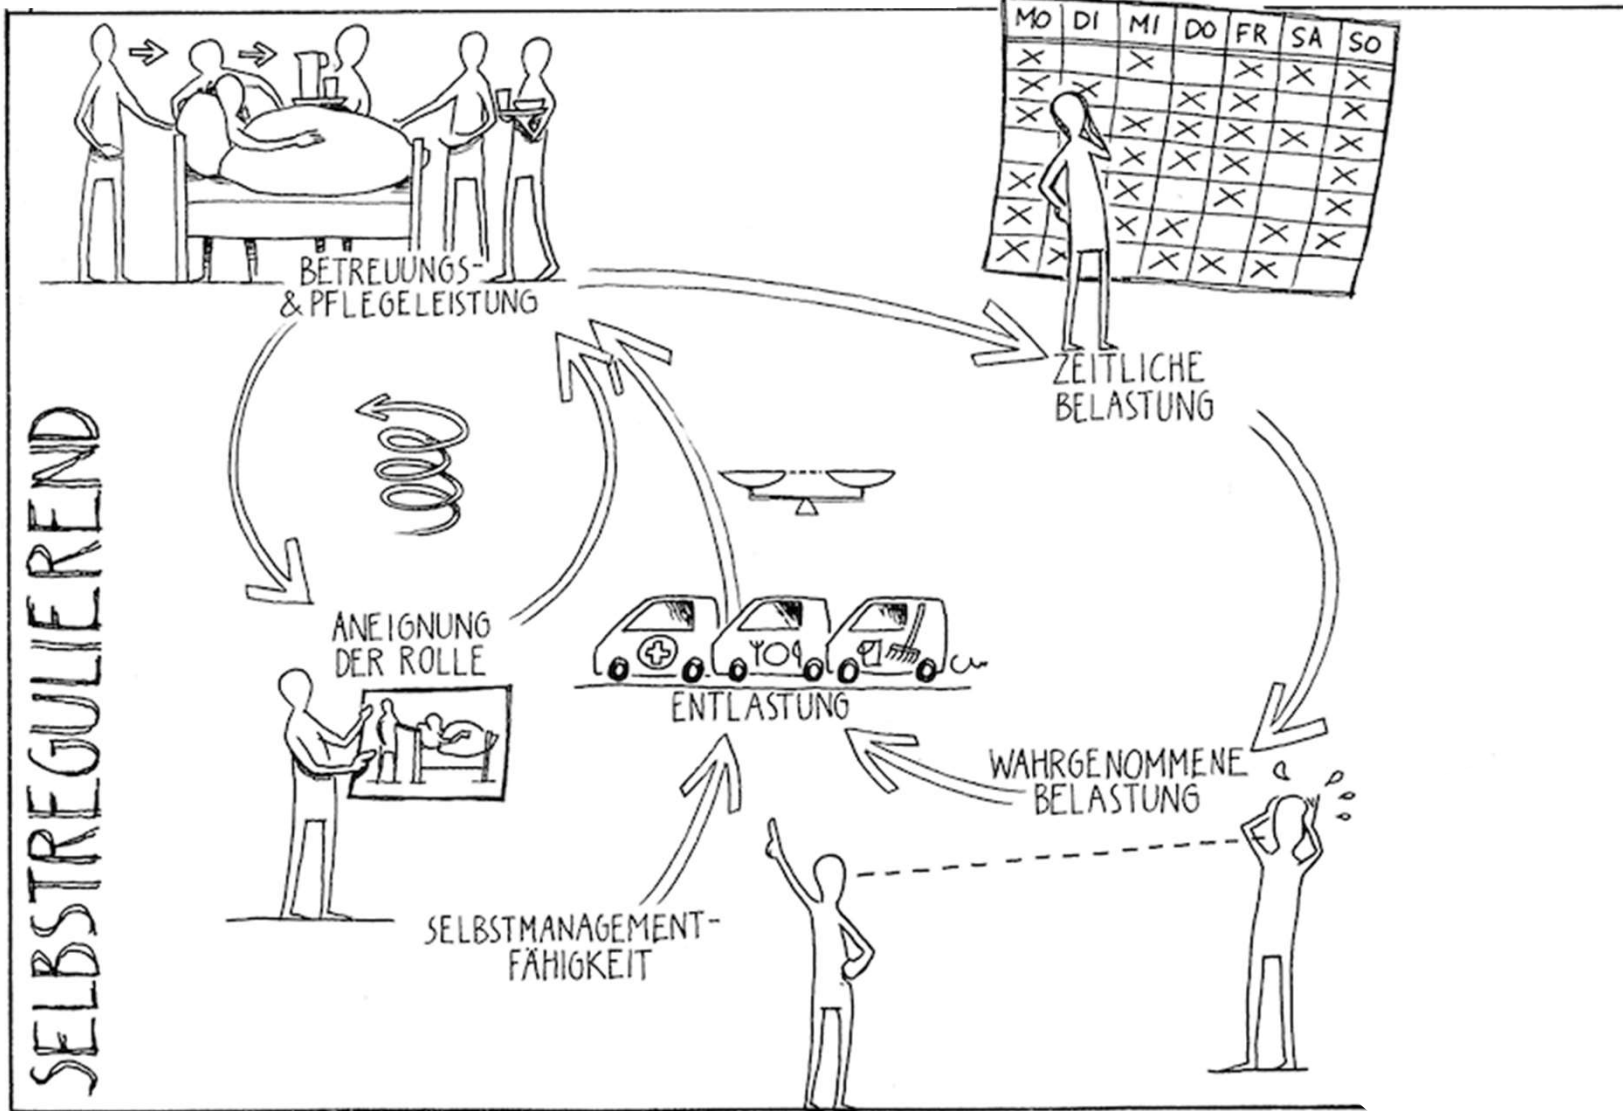 MO DI MI DO FR SA SO
BETREUUNGS-
& PFLEGELEISTUNG
ZEITLICHE
BELASTUNG
SELBSTREGULIEREND
ANEIGNUNG
DER ROLLE
ENTLASTUNG
WAHRGENOMMENE
BELASTUNG
SELBSTMANAGEMENT-
FÄHIGKEIT